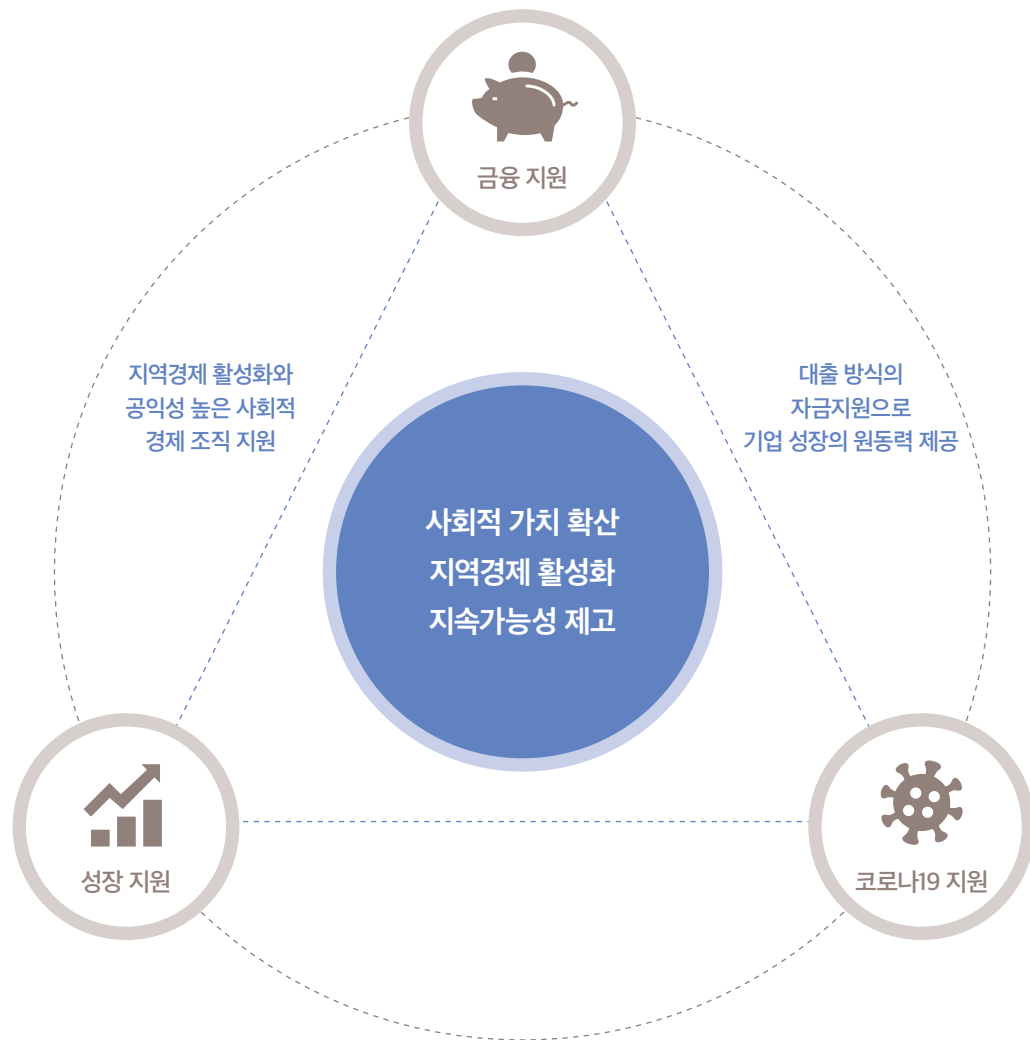 금융 지원
지역경제 활성화와
공익성 높은 사회적
경제 조직 지원
대출 방식의
자금지원으로
기업 성장의 원동력 제공
사회적 가치 확산
지역경제 활성화
지속가능성 제고
성장 지원
코로나19 지원